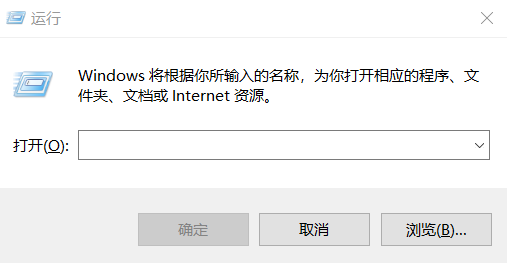 运行
Windows 将根据你所输入的名称，为你打开相应的程序、文
件夹、文档或 Internet 资源。
打开(O):
确定
取消
浏览(B)...